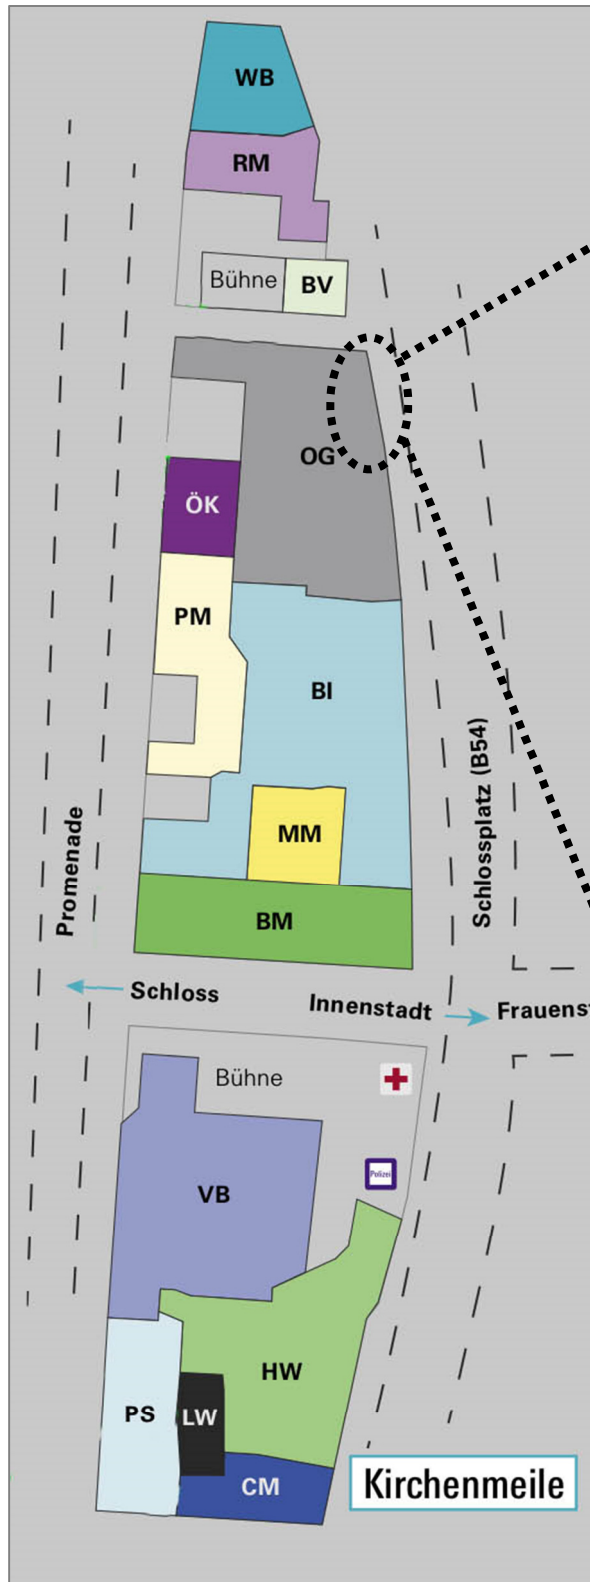 WB
RM
Bühne
BV
OG
ÖK
PM
BI
Schlossplatz (B54)
Promenade
MM
BM
Schloss
Innenstadt
Frauenst
Bühne
Polizei
VB
HW
PS
LW
CM
Kirchenmeile